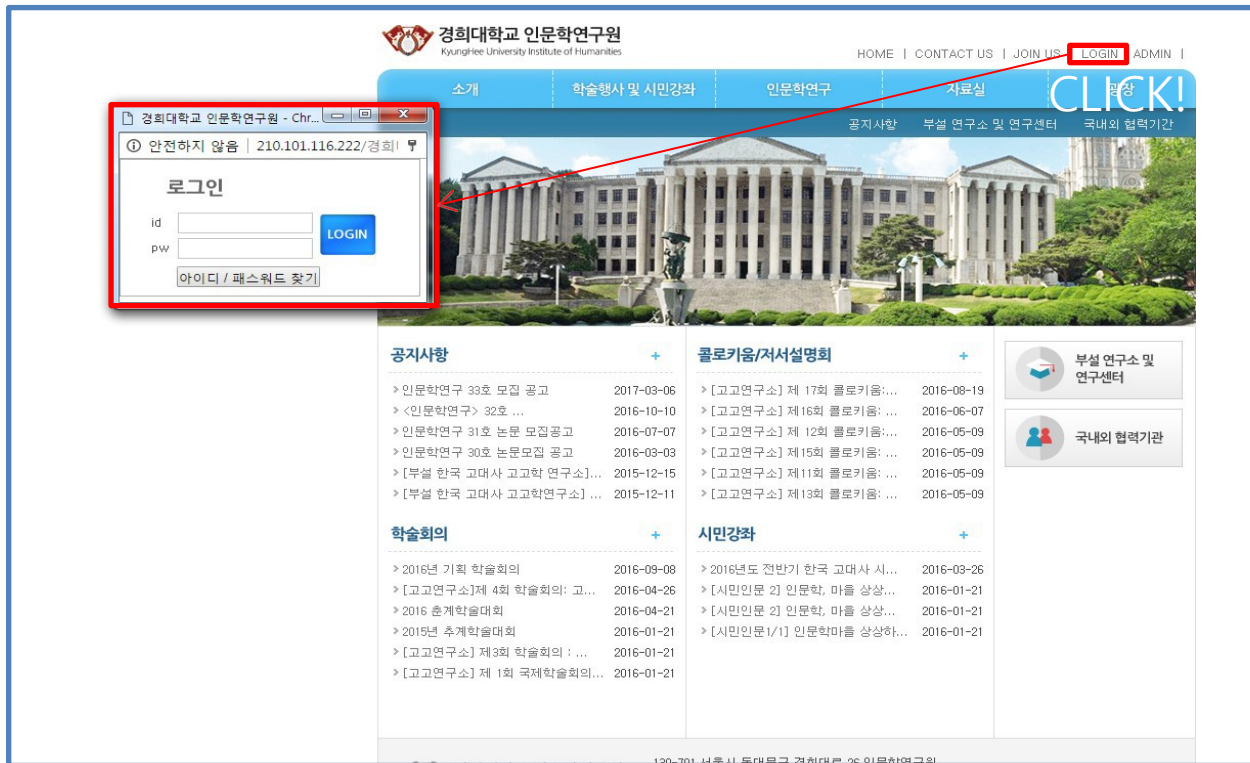 경희대학교 인문학연구원
KyungHee University Institute of Humanities
HOME | CONTACT US | JOIN US | LOGIN | ADMIN |
소개 학술행사 및 시민강좌 인문학연구 자료실 광장
CLICK!
공지사항 부설 연구소 및 연구센터 국내외 협력기간
경희대학교 인문학연구원 - Chr...
안전하지 않음 | 210.101.116.222/경희
로그인
id
pw
LOGIN
아이디 / 패스워드 찾기
공지사항 +
> 인문학연구 33호 모집 공고 2017-03-06
> <인문학연구> 32호 ... 2016-10-10
> 인문학연구 31호 논문 모집공고 2016-07-07
> 인문학연구 30호 논문모집 공고 2016-03-03
> [부설 한국 고대사 고고학 연구소]... 2015-12-15
> [부설 한국 고대사 고고학연구소] ... 2015-12-11
콜로키움/저서설명회 +
> [고고연구소] 제 17회 콜로키움:... 2016-08-19
> [고고연구소] 제16회 콜로키움: ... 2016-06-07
> [고고연구소] 제 12회 콜로키움:... 2016-05-09
> [고고연구소] 제15회 콜로키움: ... 2016-05-09
> [고고연구소] 제11회 콜로키움: ... 2016-05-09
> [고고연구소] 제13회 콜로키움: ... 2016-05-09
부설 연구소 및
연구센터
국내외 협력기관
학술회의 +
> 2016년 기획 학술회의 2016-09-08
> [고고연구소]제 4회 학술회의: 고... 2016-04-26
> 2016 춘계학술대회 2016-04-21
> 2015년 추계학술대회 2016-01-21
> [고고연구소] 제3회 학술회의 : ... 2016-01-21
> [고고연구소] 제 1회 국제학술회의... 2016-01-21
시민강좌 +
> 2016년도 전반기 한국 고대사 시... 2016-03-26
> [시민인문 2] 인문학, 마을 상상... 2016-01-21
> [시민인문 2] 인문학, 마을 상상... 2016-01-21
> [시민인문1/1] 인문학마을 상상하... 2016-01-21
130-701 서울시 동대문구 경희대로 26 인문학연구원